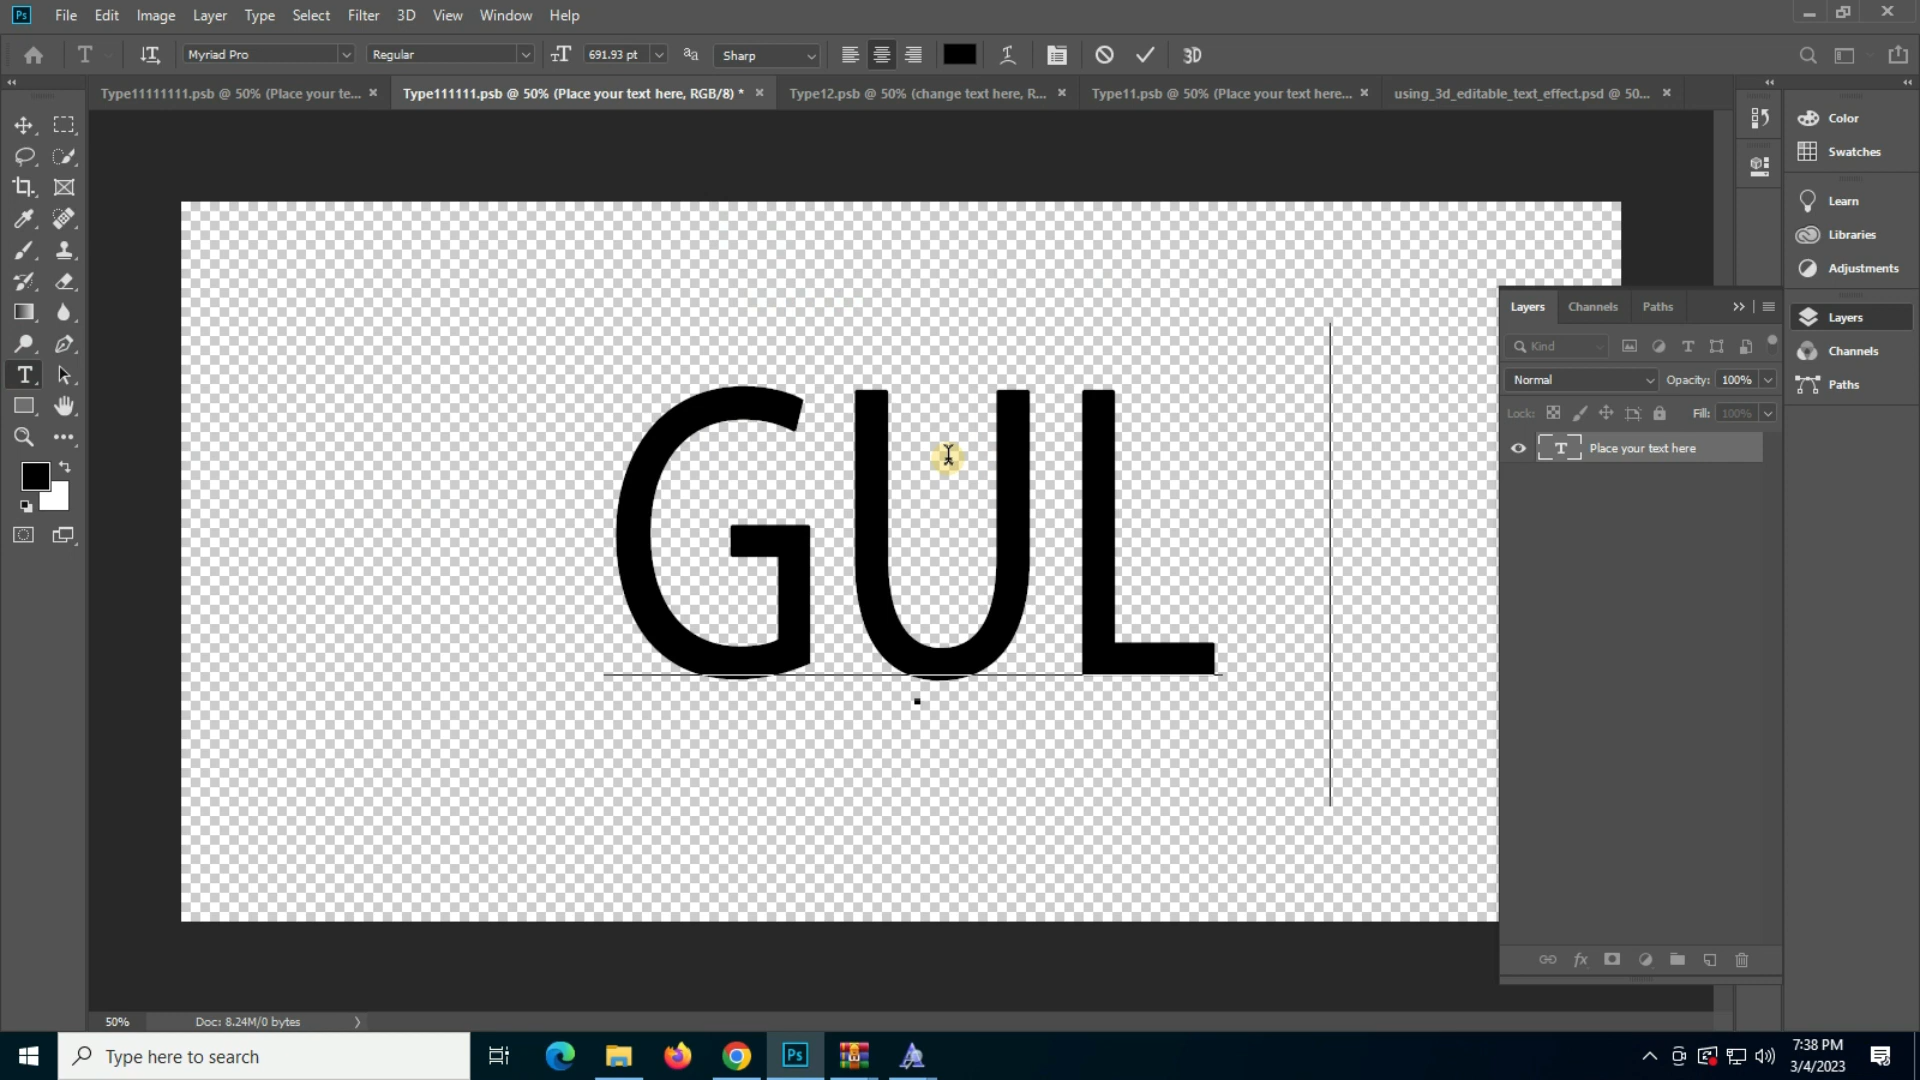 Ps File Edit Image Layer Type Select Filter 3D View Window Help
T Myriad Pro Regular 691.93 pt aa Sharp 3D
Type11111111.psb @ 50% (Place your te... × Type111111.psb @ 50% (Place your text here, RGB/8) * × Type12.psb @ 50% (change text here, R... × Type11.psb @ 50% (Place your text here... × using_3d_editable_text_effect.psd @ 50... ×
Color
Swatches
Learn
Libraries
Adjustments
Layers
Channels
Paths
Layers Channels Paths
Kind
Normal Opacity: 100%
Lock: Fill: 100%
T Place your text here
fx
GUL
50% Doc: 8.24M/0 bytes
Type here to search
Ps
7:38 PM
3/4/2023